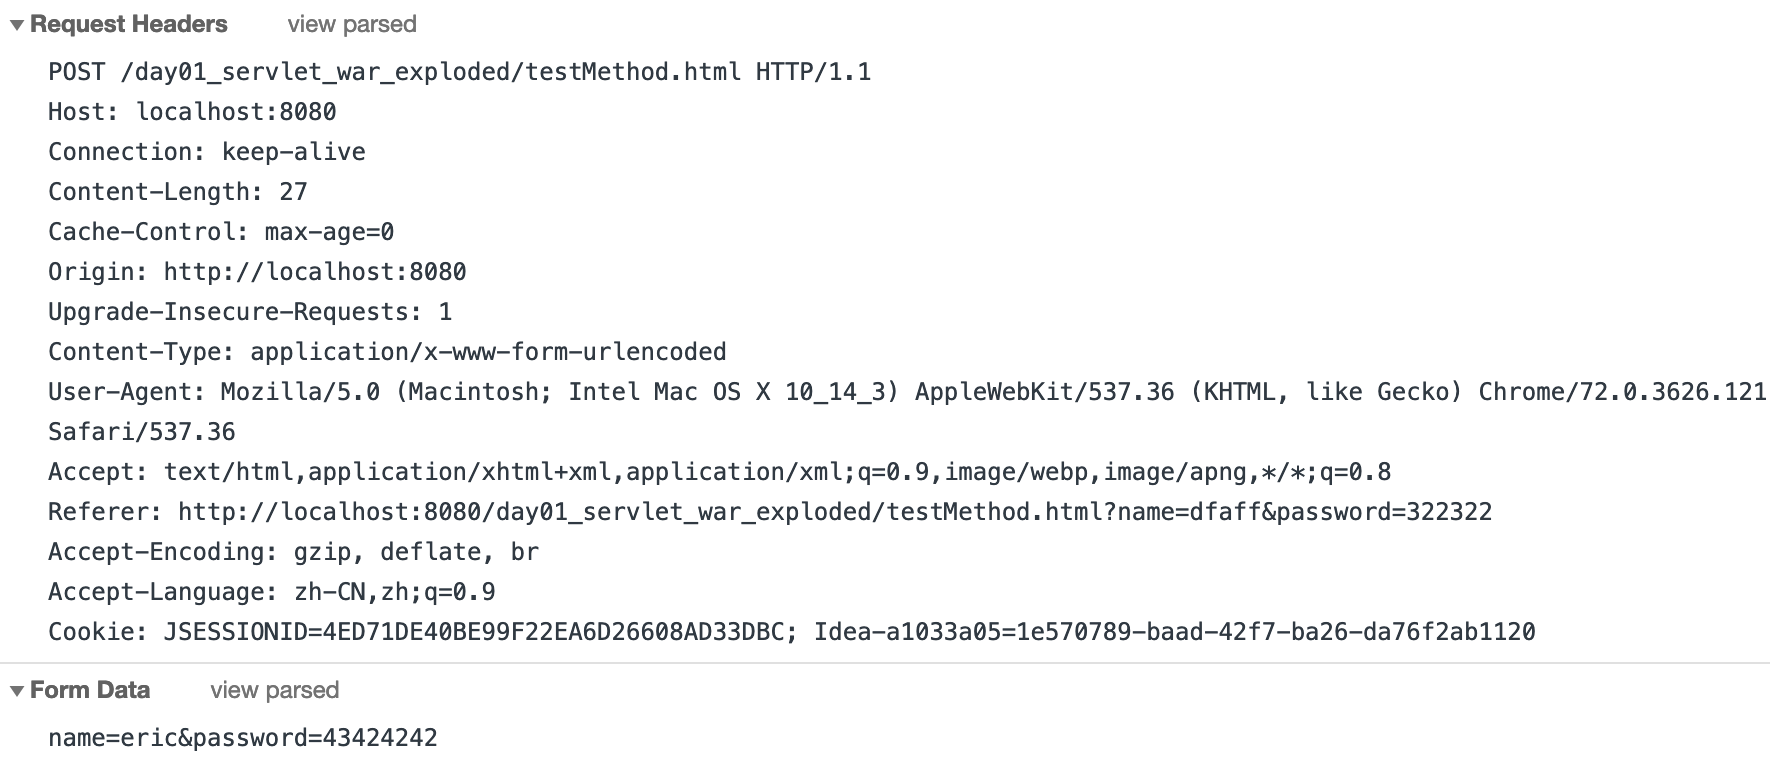 Request Headers view parsed
POST /day01_servlet_war_exploded/testMethod.html HTTP/1.1
Host: localhost:8080
Connection: keep-alive
Content-Length: 27
Cache-Control: max-age=0
Origin: http://localhost:8080
Upgrade-Insecure-Requests: 1
Content-Type: application/x-www-form-urlencoded
User-Agent: Mozilla/5.0 (Macintosh; Intel Mac OS X 10_14_3) AppleWebKit/537.36 (KHTML, like Gecko) Chrome/72.0.3626.121
Safari/537.36
Accept: text/html,application/xhtml+xml,application/xml;q=0.9,image/webp,image/apng,*/*;q=0.8
Referer: http://localhost:8080/day01_servlet_war_exploded/testMethod.html?name=dfaff&password=322322
Accept-Encoding: gzip, deflate, br
Accept-Language: zh-CN,zh;q=0.9
Cookie: JSESSIONID=4ED71DE40BE99F22EA6D26608AD33DBC; Idea-a1033a05=1e570789-baad-42f7-ba26-da76f2ab1120
Form Data view parsed
name=eric&password=43424242